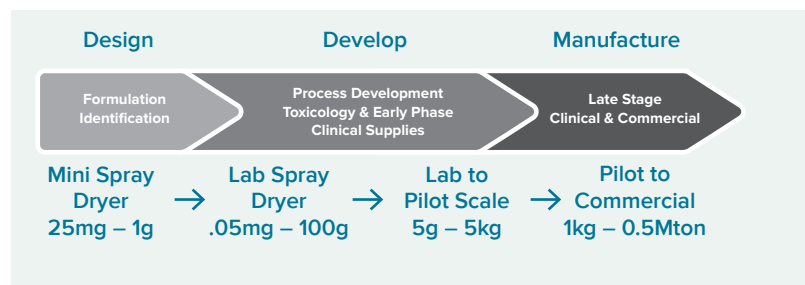 Design
Develop
Manufacture
Formulation
Identification
Process Development
Toxicology & Early Phase
Clinical Supplies
Late Stage
Clinical & Commercial
Mini Spray
Dryer
25mg – 1g
Lab Spray
Dryer
.05mg – 100g
Lab to
Pilot Scale
5g – 5kg
Pilot to
Commercial
1kg – 0.5Mton